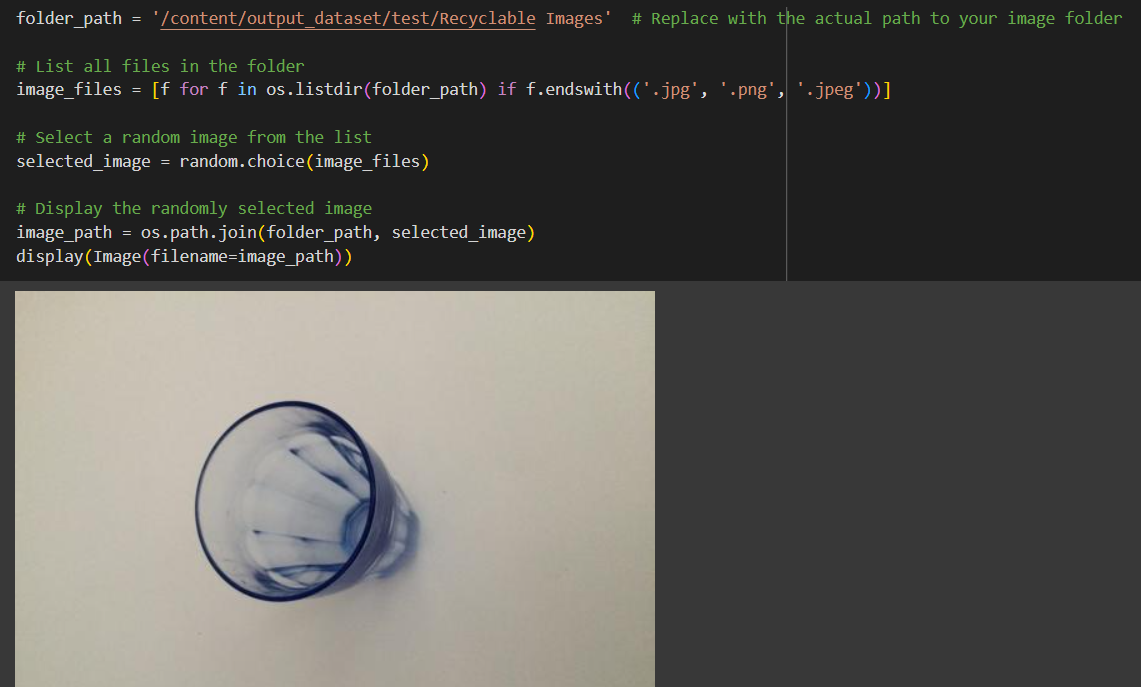 folder_path = '/content/output_dataset/test/Recyclable Images'  # Replace with the actual path to your image folder
# List all files in the folder
image_files = [f for f in os.listdir(folder_path) if f.endswith(('.jpg', '.png', '.jpeg'))]
# Select a random image from the list
selected_image = random.choice(image_files)
# Display the randomly selected image
image_path = os.path.join(folder_path, selected_image)
display(Image(filename=image_path))